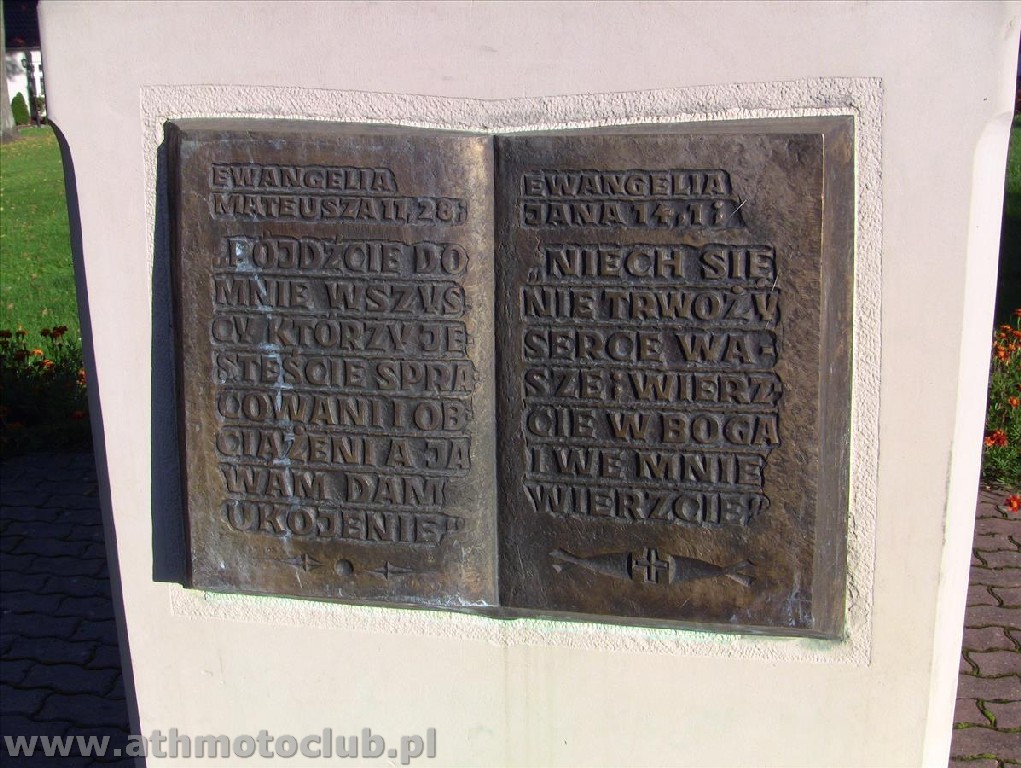 EWANGELIA
MATEUSZA 11,28;
„PÓJDŹCIE DO
MNIE WSZYS
CY KTÓRZY JE
STEŚCIE SPRA
COWANI I OB
CIĄŻENI A JA
WAM DAM
UKOJENIE"
EWANGELIA
JANA 14,1;
„NIECH SIĘ
NIE TRWOŻY
SERCE WA-
SZE; WIERZ-
CIE W BOGA
I WE MNIE
WIERZCIE"
www.athmotoclub.pl